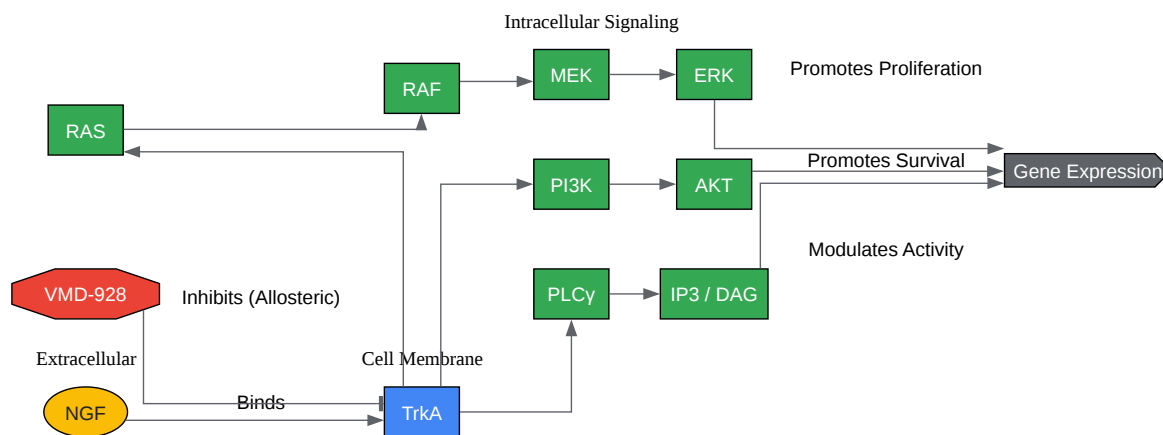 Intracellular Signaling
RAF
MEK
ERK
Promotes Proliferation
RAS
PI3K
AKT
Promotes Survival
Gene Expression
Modulates Activity
VMD-928
Inhibits (Allosteric)
PLCγ
IP3 / DAG
Extracellular
Cell Membrane
NGF
Binds
TrkA